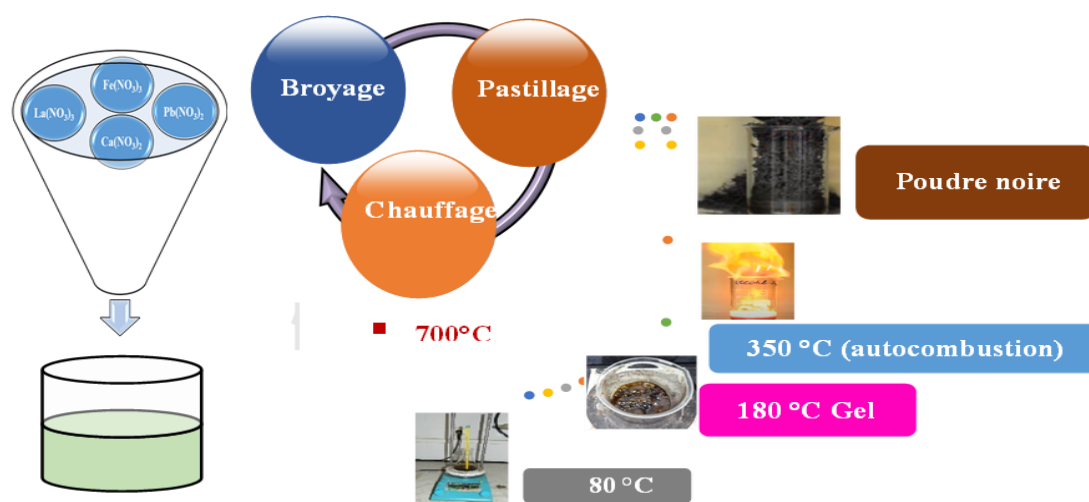 Fe(NO₃)₃
La(NO₃)₃
Pb(NO₃)₂
Ca(NO₃)₂
Broyage
Pastillage
Chauffage
700°C
Poudre noire
350 °C (autocombustion)
180 °C Gel
80 °C